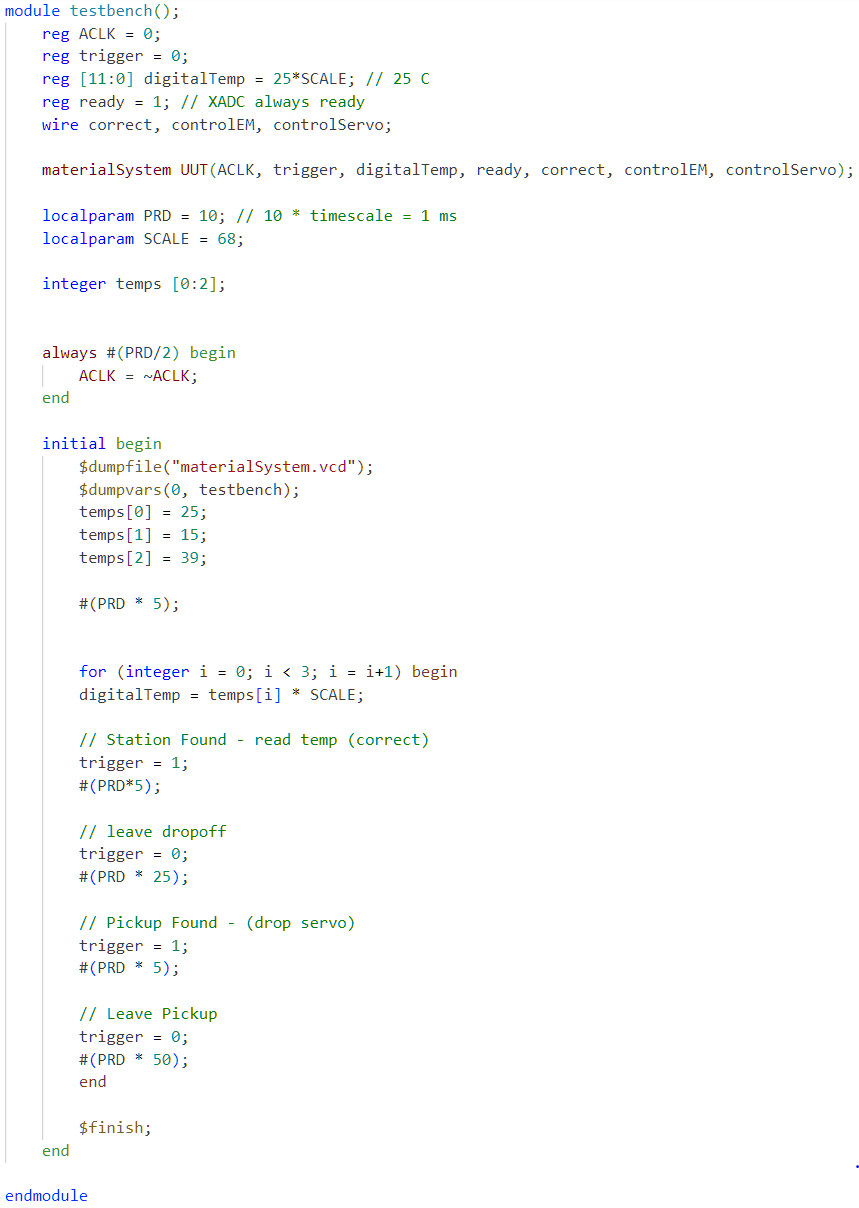 module testbench();
    reg ACLK = 0;
    reg trigger = 0;
    reg [11:0] digitalTemp = 25*SCALE; // 25 C
    reg ready = 1; // XADC always ready
    wire correct, controlEM, controlServo;

    materialSystem UUT(ACLK, trigger, digitalTemp, ready, correct, controlEM, controlServo);

    localparam PRD = 10; // 10 * timescale = 1 ms
    localparam SCALE = 68;

    integer temps [0:2];


    always #(PRD/2) begin
        ACLK = ~ACLK;
    end

    initial begin
        $dumpfile("materialSystem.vcd");
        $dumpvars(0, testbench);
        temps[0] = 25;
        temps[1] = 15;
        temps[2] = 39;

        #(PRD * 5);


        for (integer i = 0; i < 3; i = i+1) begin
        digitalTemp = temps[i] * SCALE;

        // Station Found - read temp (correct)
        trigger = 1;
        #(PRD*5);

        // leave dropoff
        trigger = 0;
        #(PRD * 25);

        // Pickup Found - (drop servo)
        trigger = 1;
        #(PRD * 5);

        // Leave Pickup
        trigger = 0;
        #(PRD * 50);
        end

        $finish;
    end

endmodule